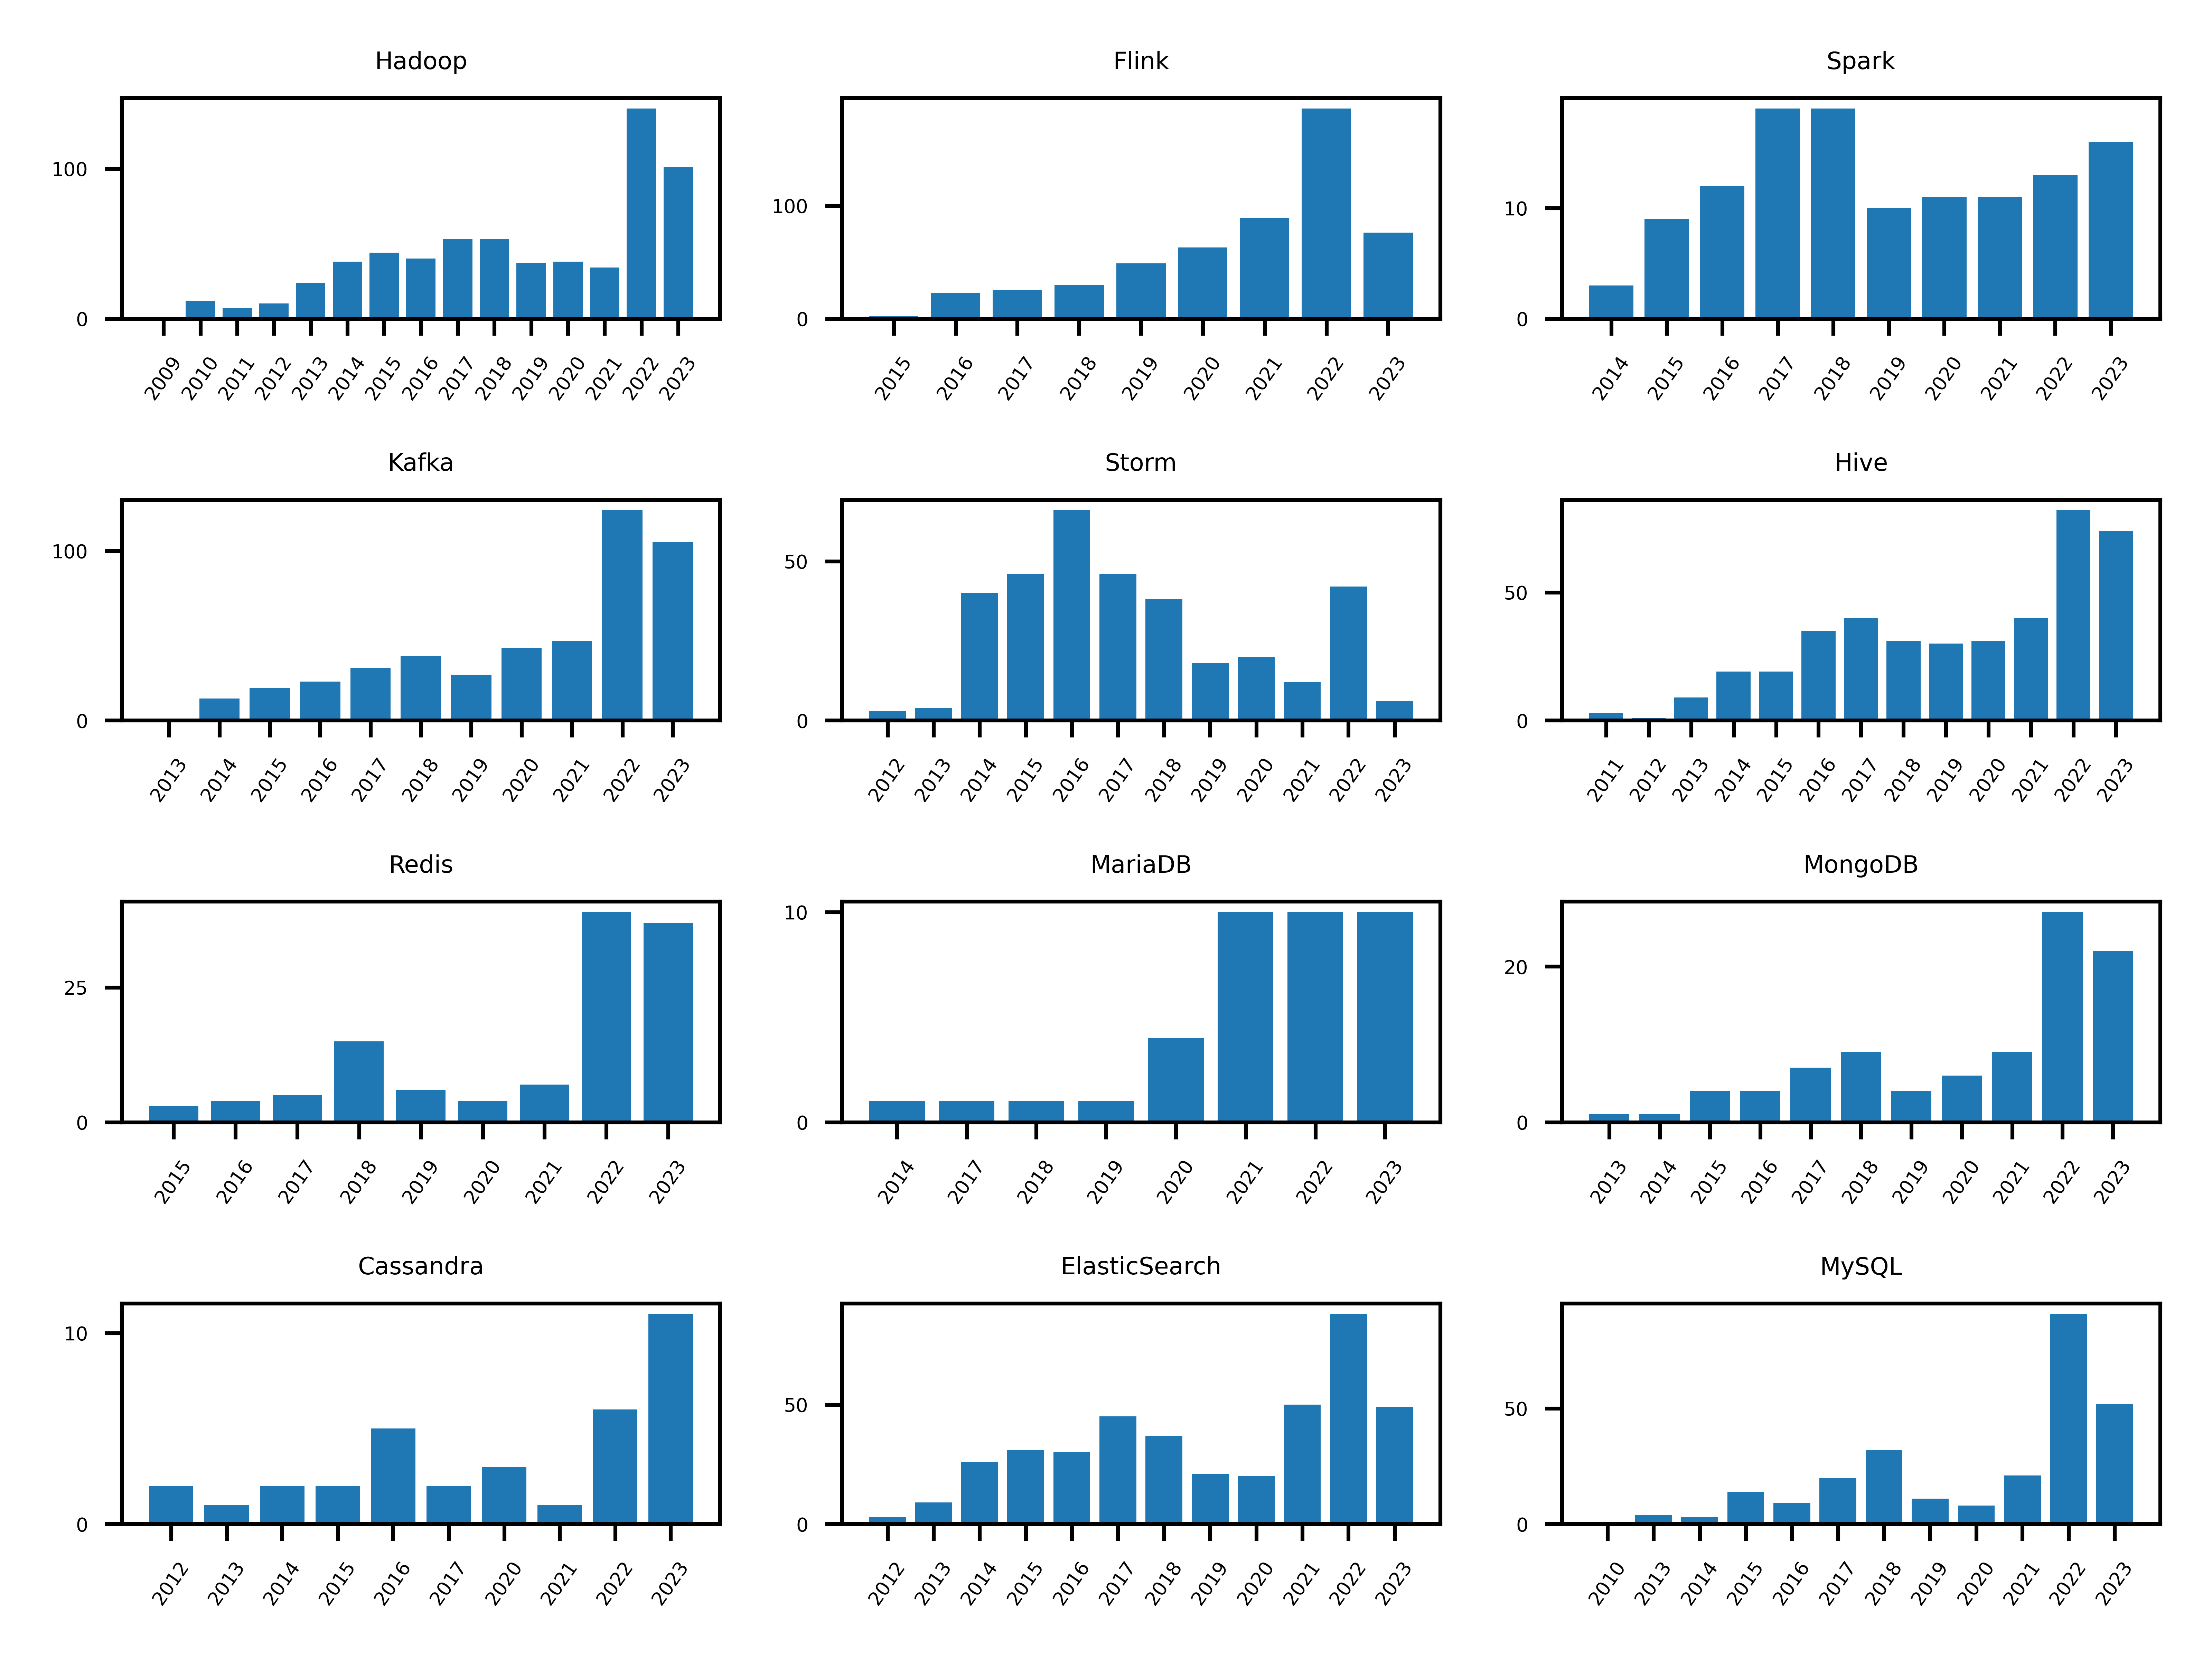 Hadoop
100
0
2009 2010 2011 2012 2013 2014 2015 2016 2017 2018 2019 2020 2021 2022 2023
Flink
100
0
2015 2016 2017 2018 2019 2020 2021 2022 2023
Spark
10
0
2014 2015 2016 2017 2018 2019 2020 2021 2022 2023
Kafka
100
0
2013 2014 2015 2016 2017 2018 2019 2020 2021 2022 2023
Storm
50
0
2012 2013 2014 2015 2016 2017 2018 2019 2020 2021 2022 2023
Hive
50
0
2011 2012 2013 2014 2015 2016 2017 2018 2019 2020 2021 2022 2023
Redis
25
0
2015 2016 2017 2018 2019 2020 2021 2022 2023
MariaDB
10
0
2014 2017 2018 2019 2020 2021 2022 2023
MongoDB
20
0
2013 2014 2015 2016 2017 2018 2019 2020 2021 2022 2023
Cassandra
10
0
2012 2013 2014 2015 2016 2017 2020 2021 2022 2023
ElasticSearch
50
0
2012 2013 2014 2015 2016 2017 2018 2019 2020 2021 2022 2023
MySQL
50
0
2010 2013 2014 2015 2016 2017 2018 2019 2020 2021 2022 2023